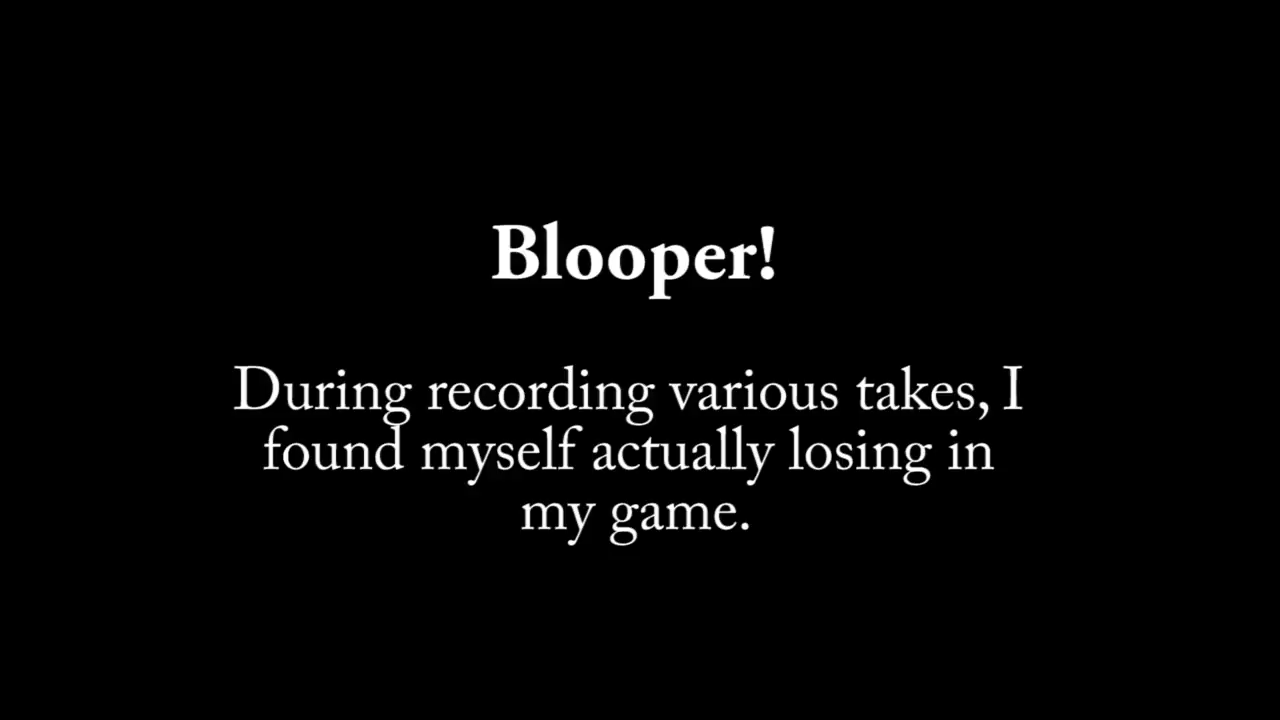 Blooper!
During recording various takes, I
found myself actually losing in
my game.